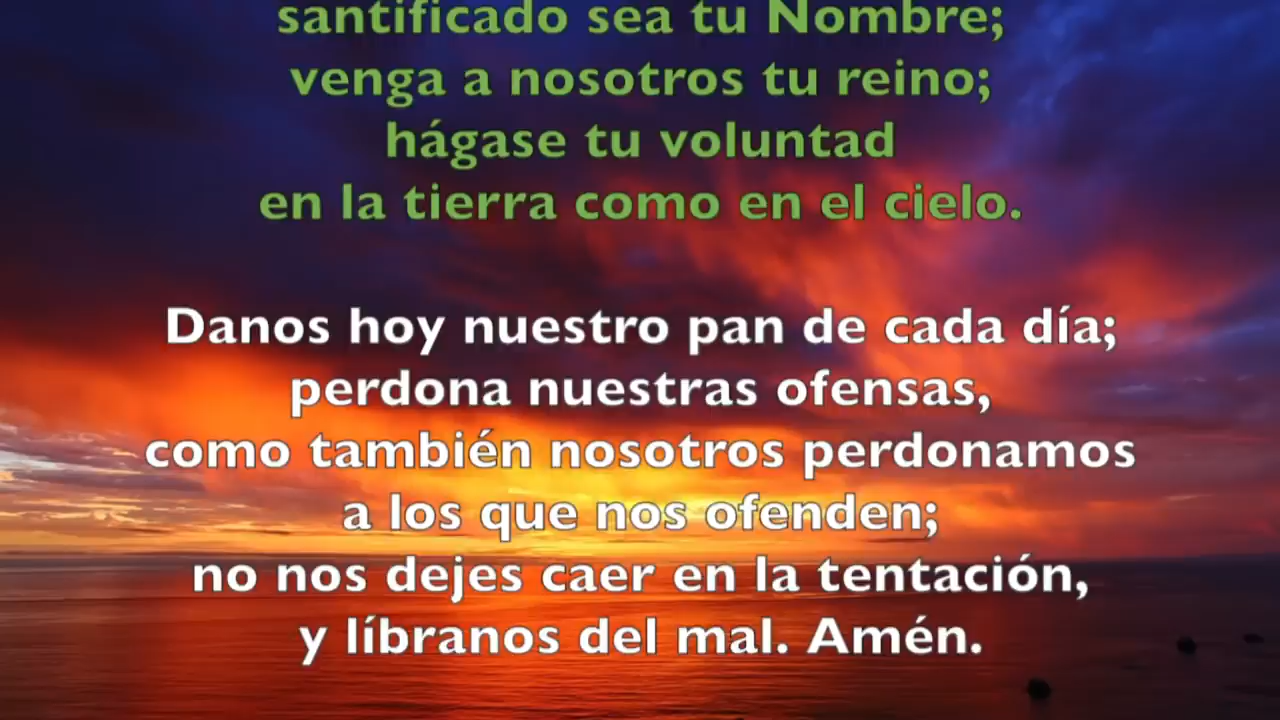 santificado sea tu Nombre;
venga a nosotros tu reino;
hágase tu voluntad
en la tierra como en el cielo.
Danos hoy nuestro pan de cada día;
perdona nuestras ofensas,
como también nosotros perdonamos
a los que nos ofenden;
no nos dejes caer en la tentación,
y líbranos del mal. Amén.